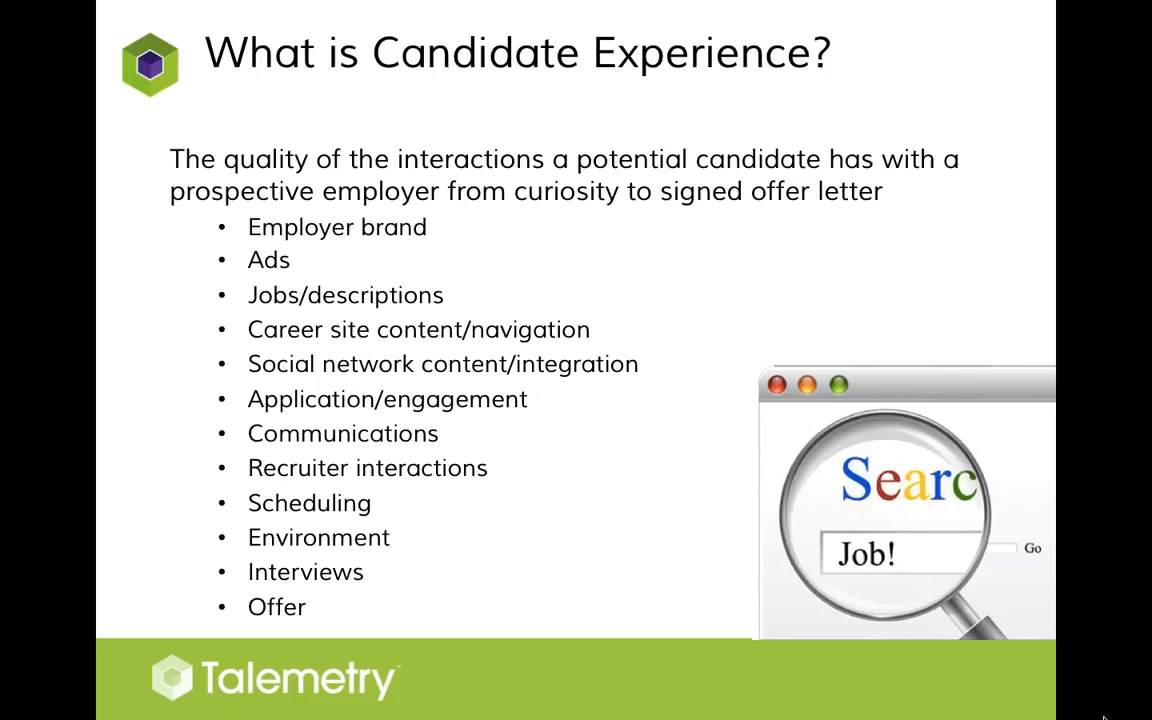 What is Candidate Experience?
The quality of the interactions a potential candidate has with a
prospective employer from curiosity to signed offer letter
• Employer brand
• Ads
• Jobs/descriptions
• Career site content/navigation
• Social network content/integration
• Application/engagement
• Communications
• Recruiter interactions
• Scheduling
• Environment
• Interviews
• Offer
Searc
Job!
Go
Talemetry